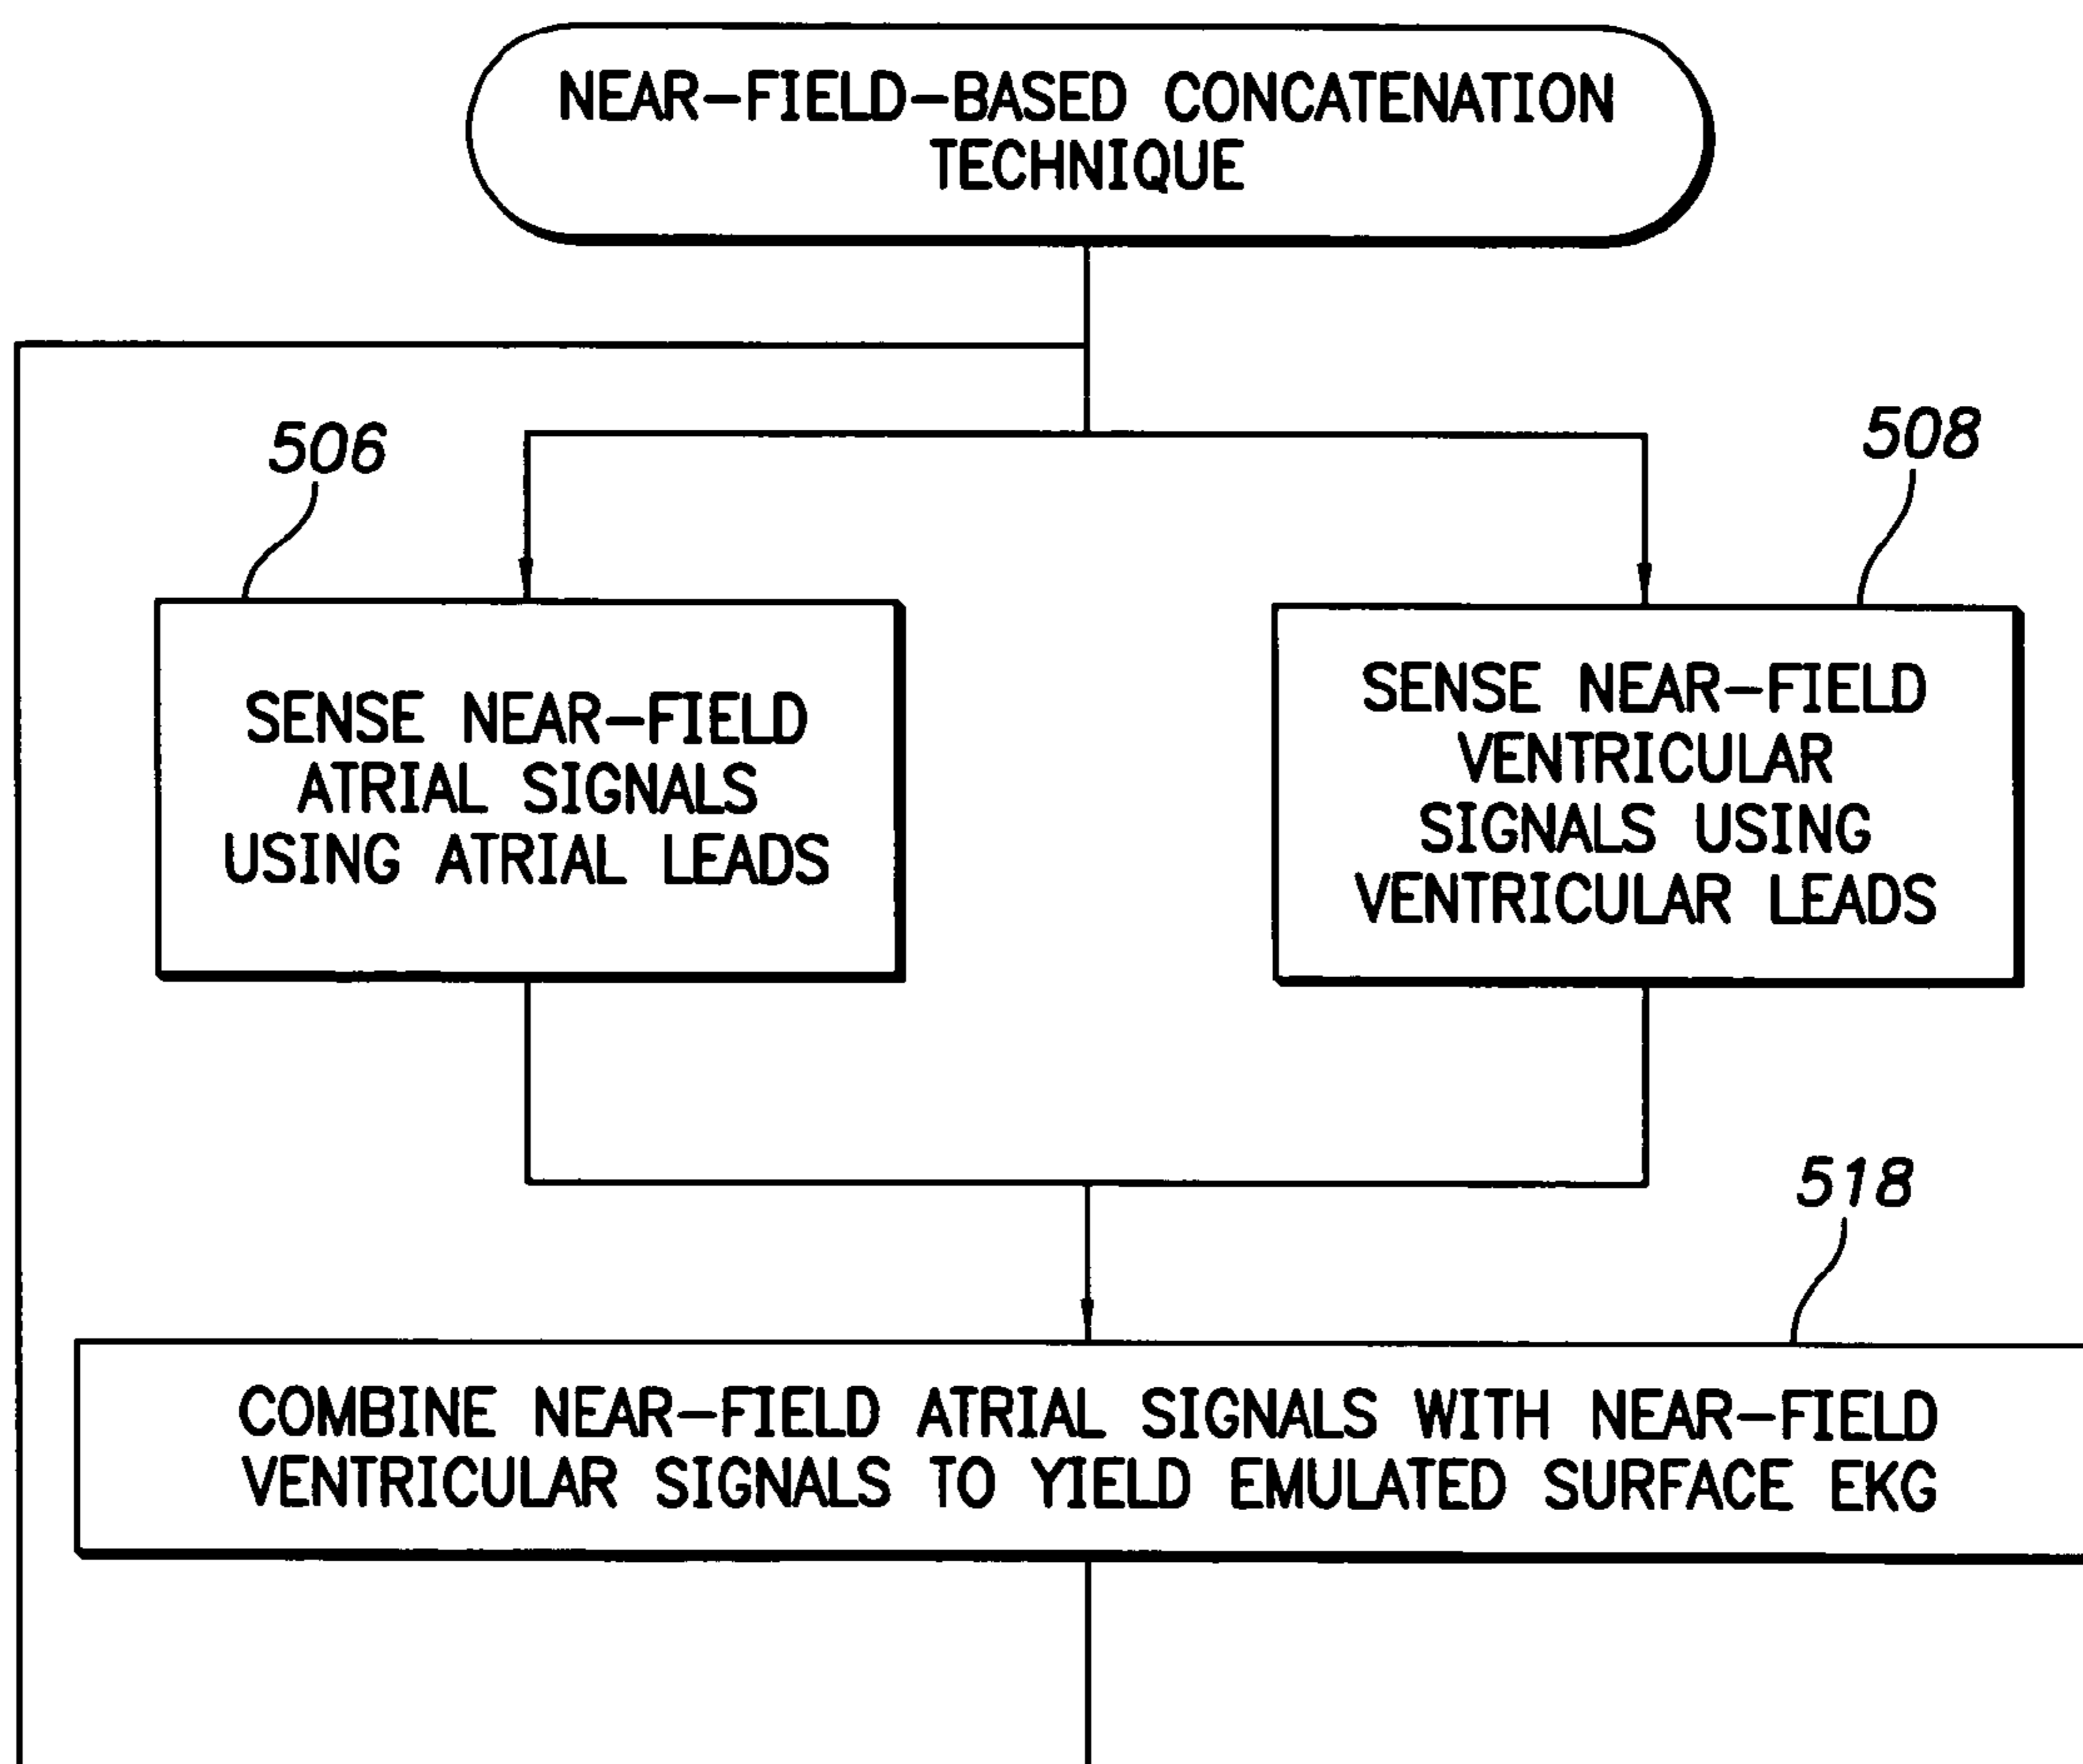 NEAR-FIELD-BASED CONCATENATION
TECHNIQUE
506
508
SENSE NEAR-FIELD
ATRIAL SIGNALS
USING ATRIAL LEADS
SENSE NEAR-FIELD
VENTRICULAR
SIGNALS USING
VENTRICULAR LEADS
518
COMBINE NEAR-FIELD ATRIAL SIGNALS WITH NEAR-FIELD
VENTRICULAR SIGNALS TO YIELD EMULATED SURFACE EKG